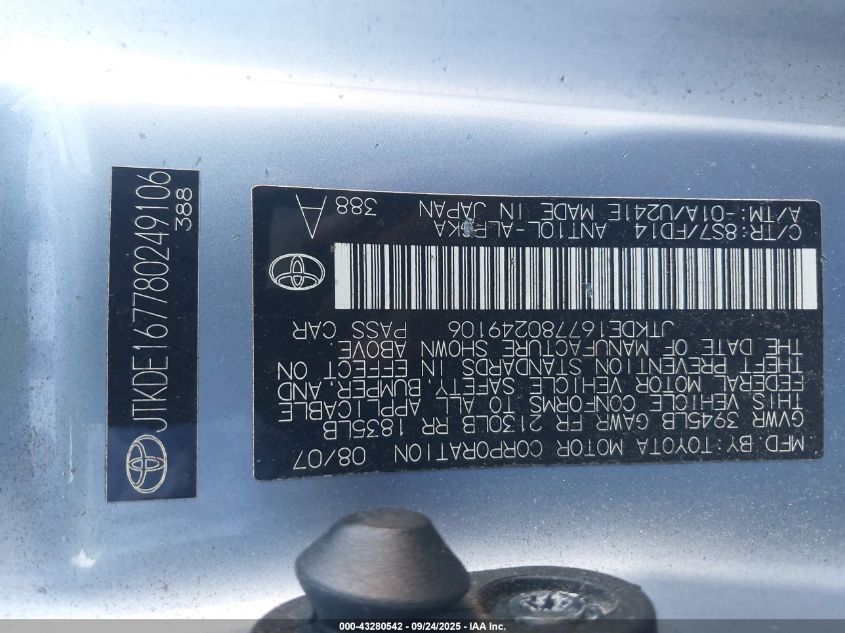 JTKDE167780249106
388
MFD.BY:TOYOTA MOTOR CORPORATION 08/07
GVWR 3945LB GAWR FR 2130LB RR 1835LB
THIS VEHICLE CONFORMS TO ALL APPLICABLE
FEDERAL MOTOR VEHICLE SAFETY, BUMPER, AND
THEFT PREVENTION STANDARDS IN EFFECT ON
THE DATE OF MANUFACTURE SHOWN ABOVE.
JTKDE167780249106 PASS CAR
C/TR:8S7/FD14 ANT10L- KA 388 A
A/TM:-01A/U241E MADE IN JAPAN
000-43280542 - 09/24/2025 - IAA Inc.